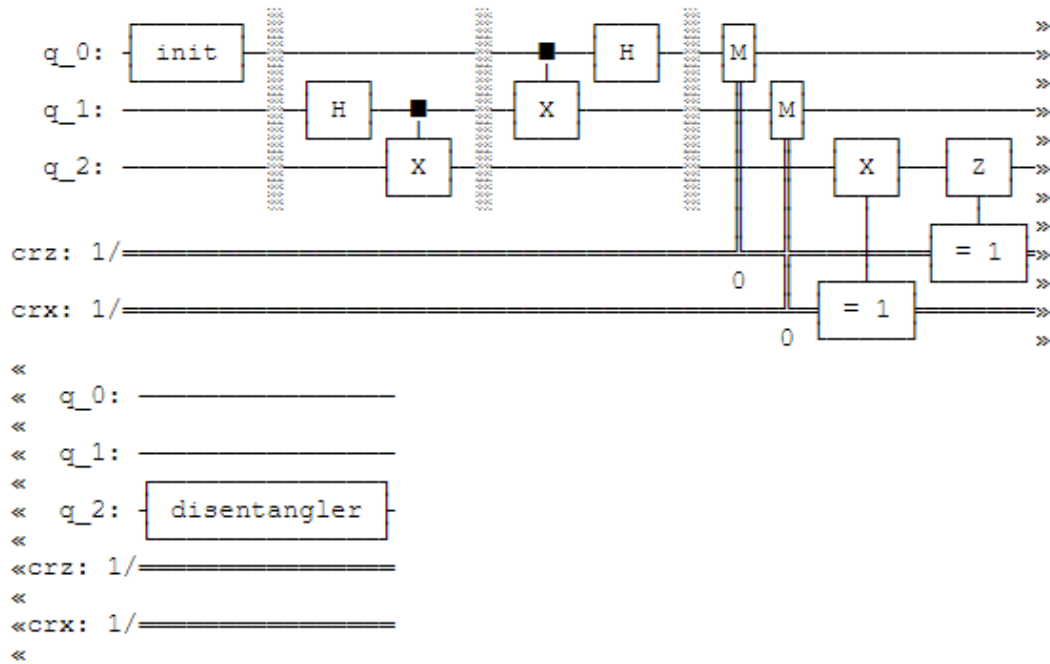 q_0: init H M »
q_1: H X M »
q_2: X X Z »
crz: 1/ = 1 »
0
crx: 1/ = 1 »
0 »
«
« q_0:
«
« q_1:
«
« q_2: disentangler
«
«crz: 1/
«
«crx: 1/
«